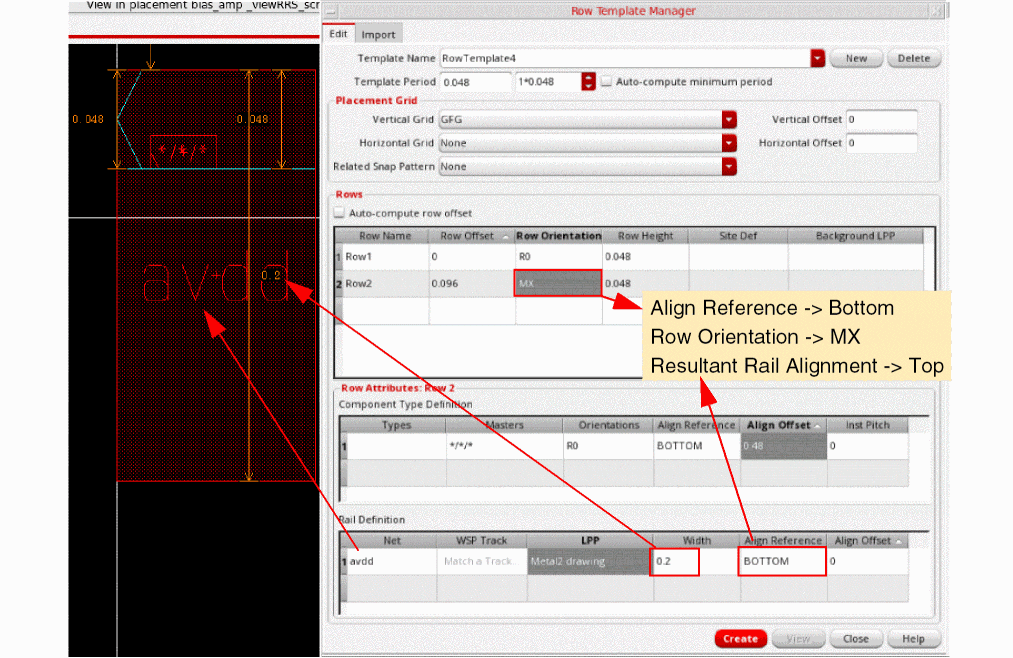 View in placement bias_amp _viewRRS_scr
Row Template Manager
Edit Import
Template Name RowTemplate4 New Delete
Template Period 0.048 1*0.048 Auto-compute minimum period
Placement Grid
Vertical Grid GFG Vertical Offset 0
Horizontal Grid None Horizontal Offset 0
Related Snap Pattern None
Rows
Auto-compute row offset
Row Name Row Offset Row Orientation Row Height Site Def Background LPP
1 Row1 0 R0 0.048
2 Row2 0.096 MX 0.048
Align Reference -> Bottom
Row Orientation -> MX
Resultant Rail Alignment -> Top
Row Attributes: Row 2
Component Type Definition
Types Masters Orientations Align Reference Align Offset Inst Pitch
1 */*/* R0 BOTTOM 0.48 0
Rail Definition
Net WSP Track LPP Width Align Reference Align Offset
1 avdd Match a Track. Metal2 drawing 0.2 BOTTOM 0
Create View Close Help
0.048 0.048
*/*/*
avdd 0.2